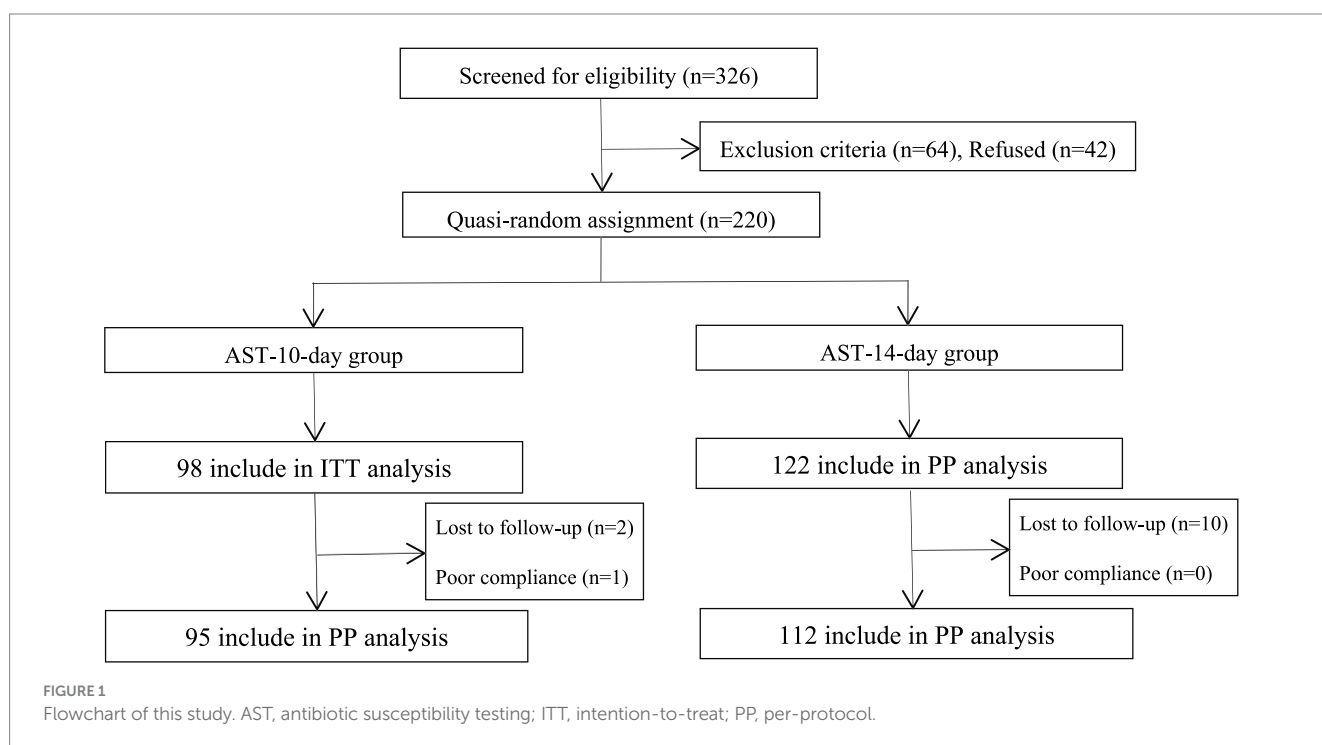 Screened for eligibility (n=326)
Exclusion criteria (n=64), Refused (n=42)
Quasi-random assignment (n=220)
AST-10-day group
AST-14-day group
98 include in ITT analysis
122 include in PP analysis
Lost to follow-up (n=2)
Poor compliance (n=1)
Lost to follow-up (n=10)
Poor compliance (n=0)
95 include in PP analysis
112 include in PP analysis
FIGURE 1
Flowchart of this study. AST, antibiotic susceptibility testing; ITT, intention-to-treat; PP, per-protocol.